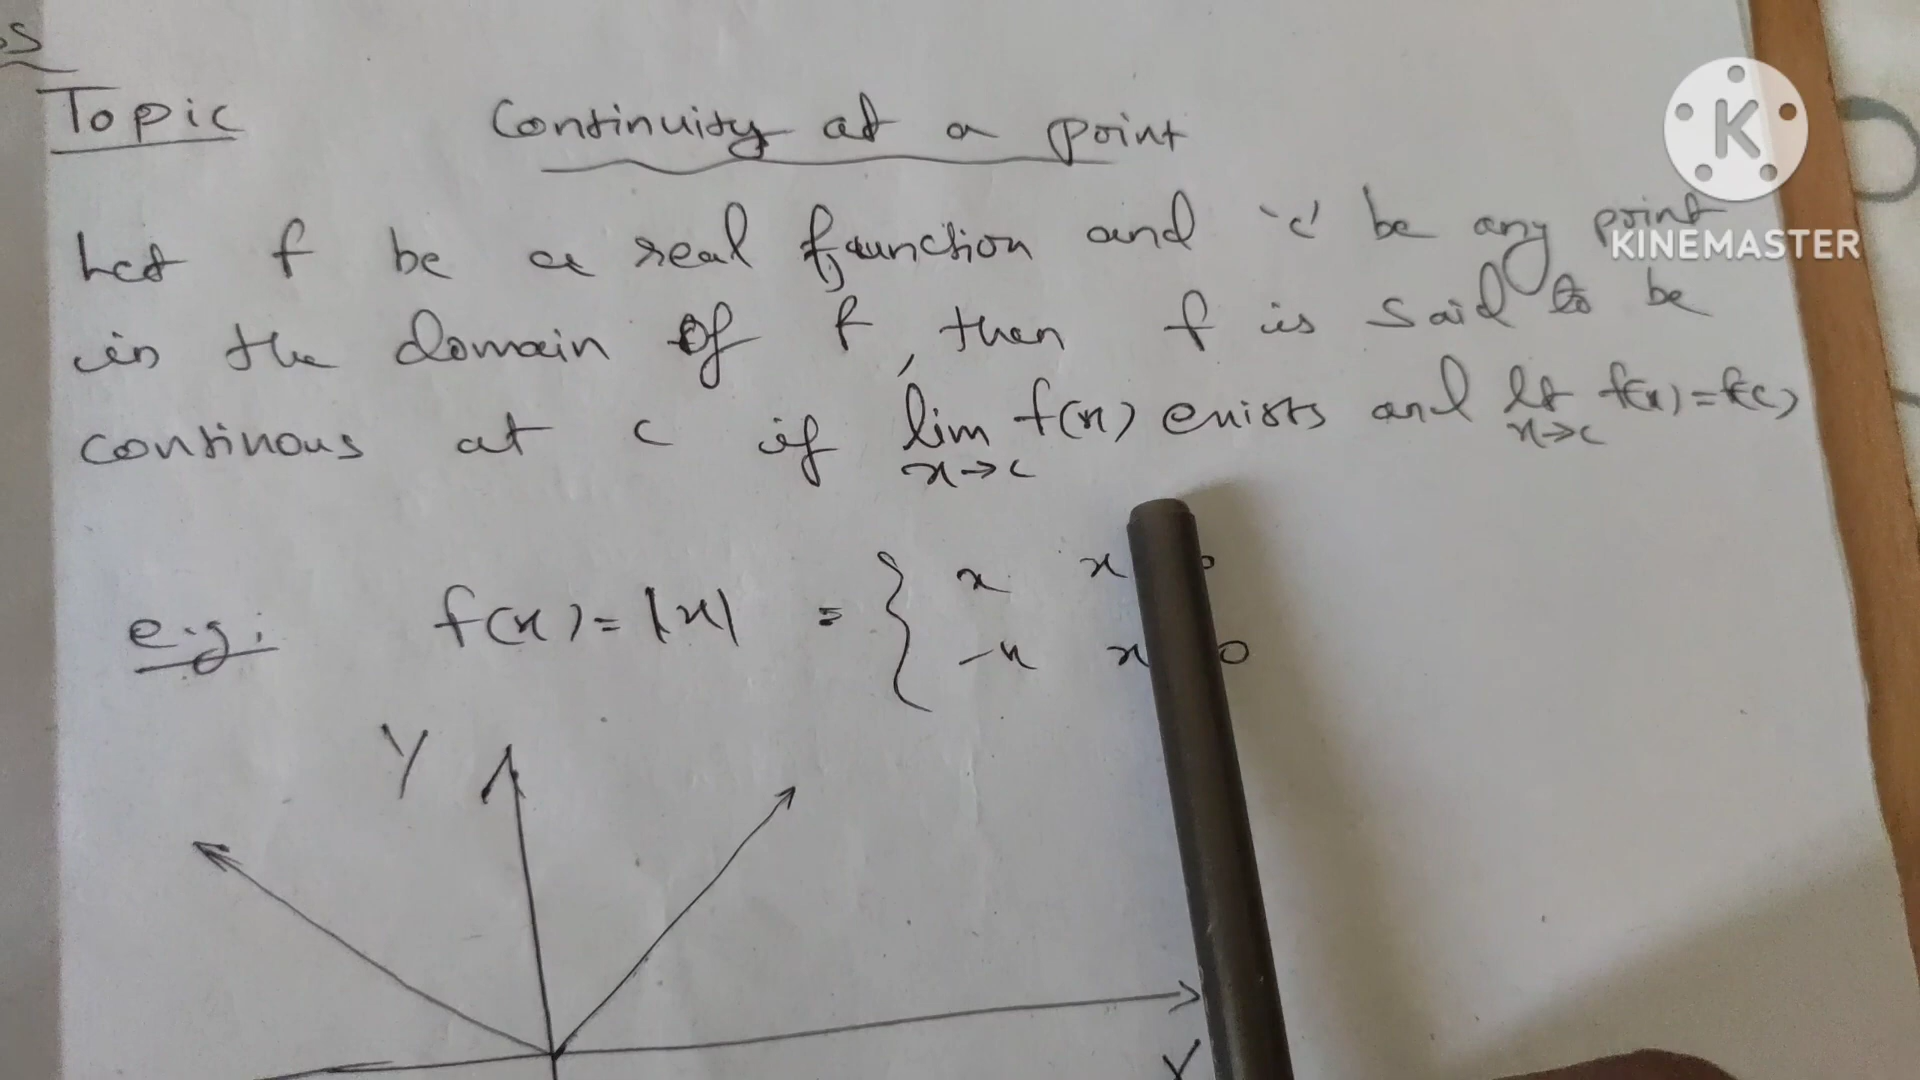 Topic Continuity at a point
Let f be a real function and 'c' be any point
in the domain of f, then f is said to be
continous at c if lim f(x) exists and lt f(x)=f(c)
x→c x→c
e.g: f(x)=|x| = { x x 0
-x x 0
Y
X
K
KINEMASTER